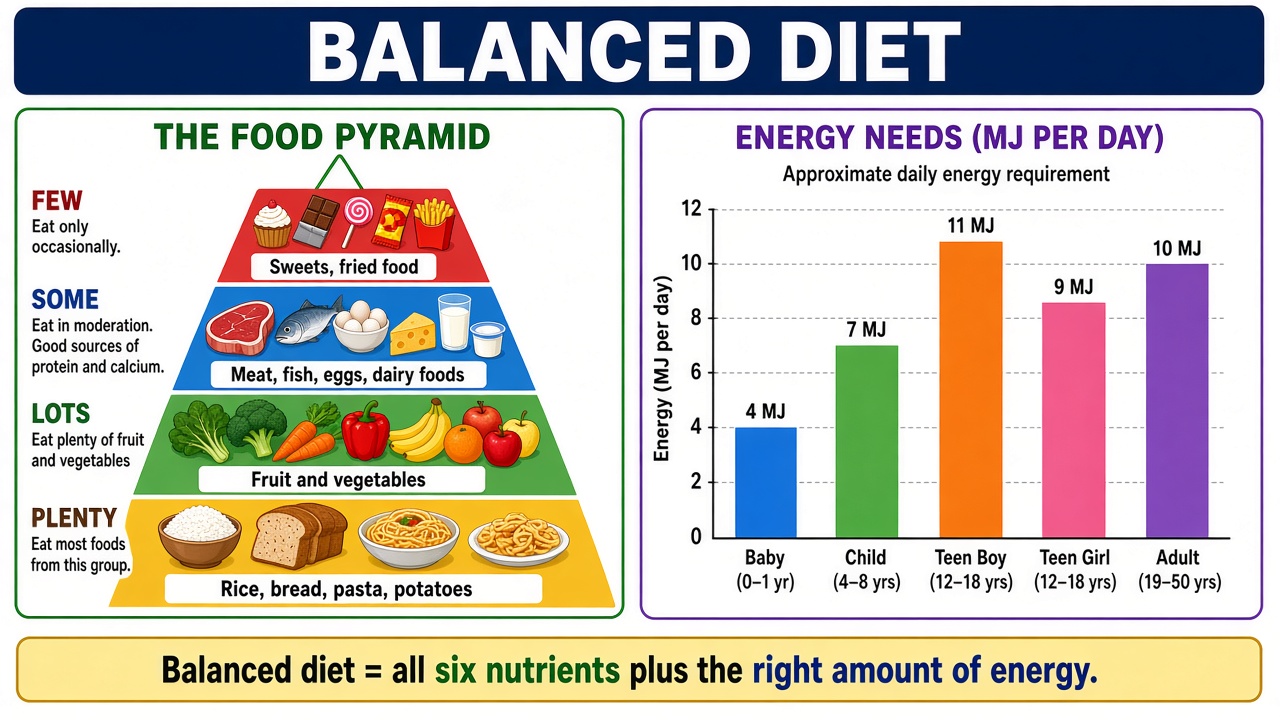 BALANCED DIET
THE FOOD PYRAMID
FEW
Eat only
occasionally.
Sweets, fried food
SOME
Eat in moderation.
Good sources of
protein and calcium.
Meat, fish, eggs, dairy foods
LOTS
Eat plenty of fruit
and vegetables
Fruit and vegetables
PLENTY
Eat most foods
from this group.
Rice, bread, pasta, potatoes
ENERGY NEEDS (MJ PER DAY)
Approximate daily energy requirement
Energy (MJ per day)
12
10
8
6
4
2
0
4 MJ
7 MJ
11 MJ
9 MJ
10 MJ
Baby
(0–1 yr)
Child
(4–8 yrs)
Teen Boy
(12–18 yrs)
Teen Girl
(12–18 yrs)
Adult
(19–50 yrs)
Balanced diet = all six nutrients plus the right amount of energy.